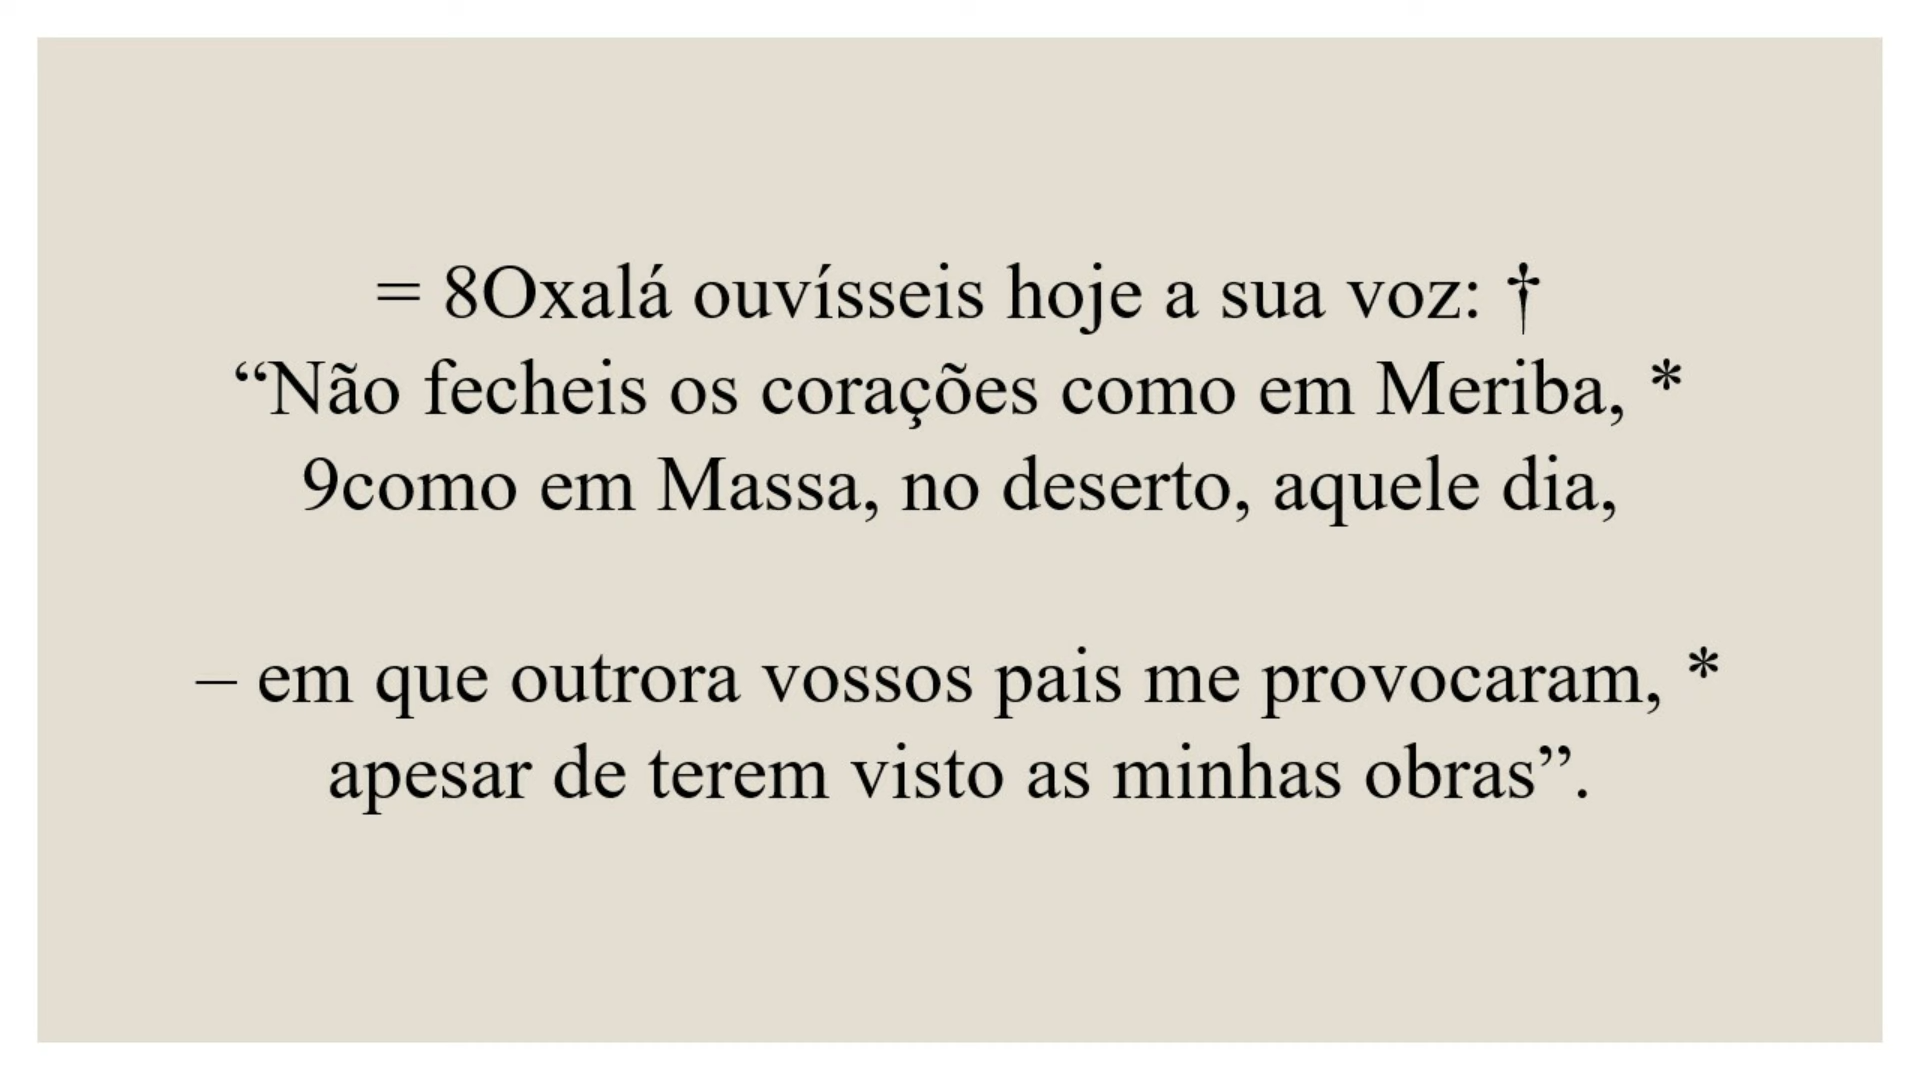 = 8Oxalá ouvísseis hoje a sua voz: †
“Não fecheis os corações como em Meriba, *
9como em Massa, no deserto, aquele dia,
– em que outrora vossos pais me provocaram, *
apesar de terem visto as minhas obras”.